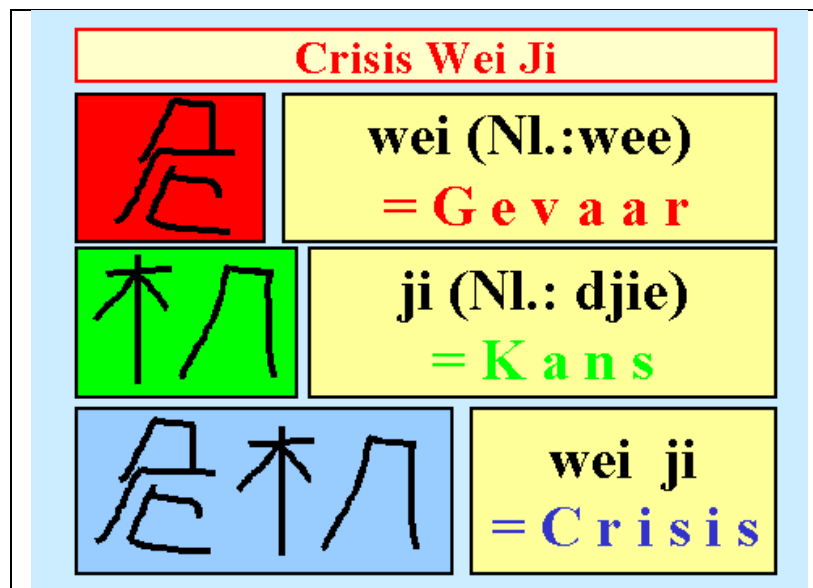 Crisis Wei Ji
危
wei (Nl.:wee)
= G e v a a r
机
ji (Nl.: djie)
= K a n s
危机
wei ji
= C r i s i s